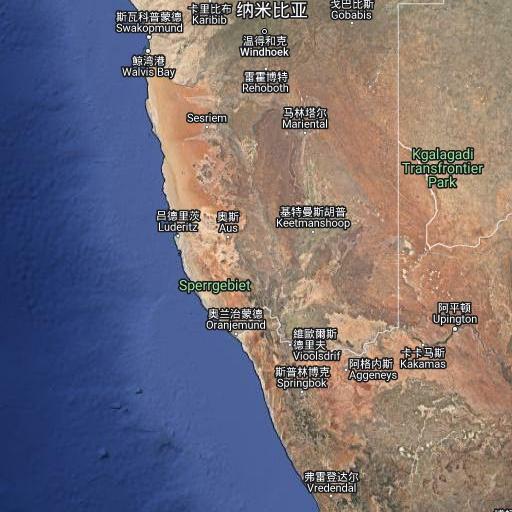 卡里比布
Karibib
纳米比亚
戈巴比斯
Gobabis
斯瓦科普蒙德
Swakopmund
温得和克
Windhoek
鲸湾港
Walvis Bay
雷霍博特
Rehoboth
Sesriem
马林塔尔
Mariental
Kgalagadi
Transfrontier
Park
吕德里茨
Luderitz
奥斯
Aus
基特曼斯胡普
Keetmanshoop
Sperrgebiet
奥兰治蒙德
Oranjemund
阿平顿
Upington
维歐爾斯
德里夫
Vioolsdrif
卡卡马斯
Kakamas
阿格内斯
Aggeneys
斯普林博克
Springbok
弗雷登达尔
Vredendal